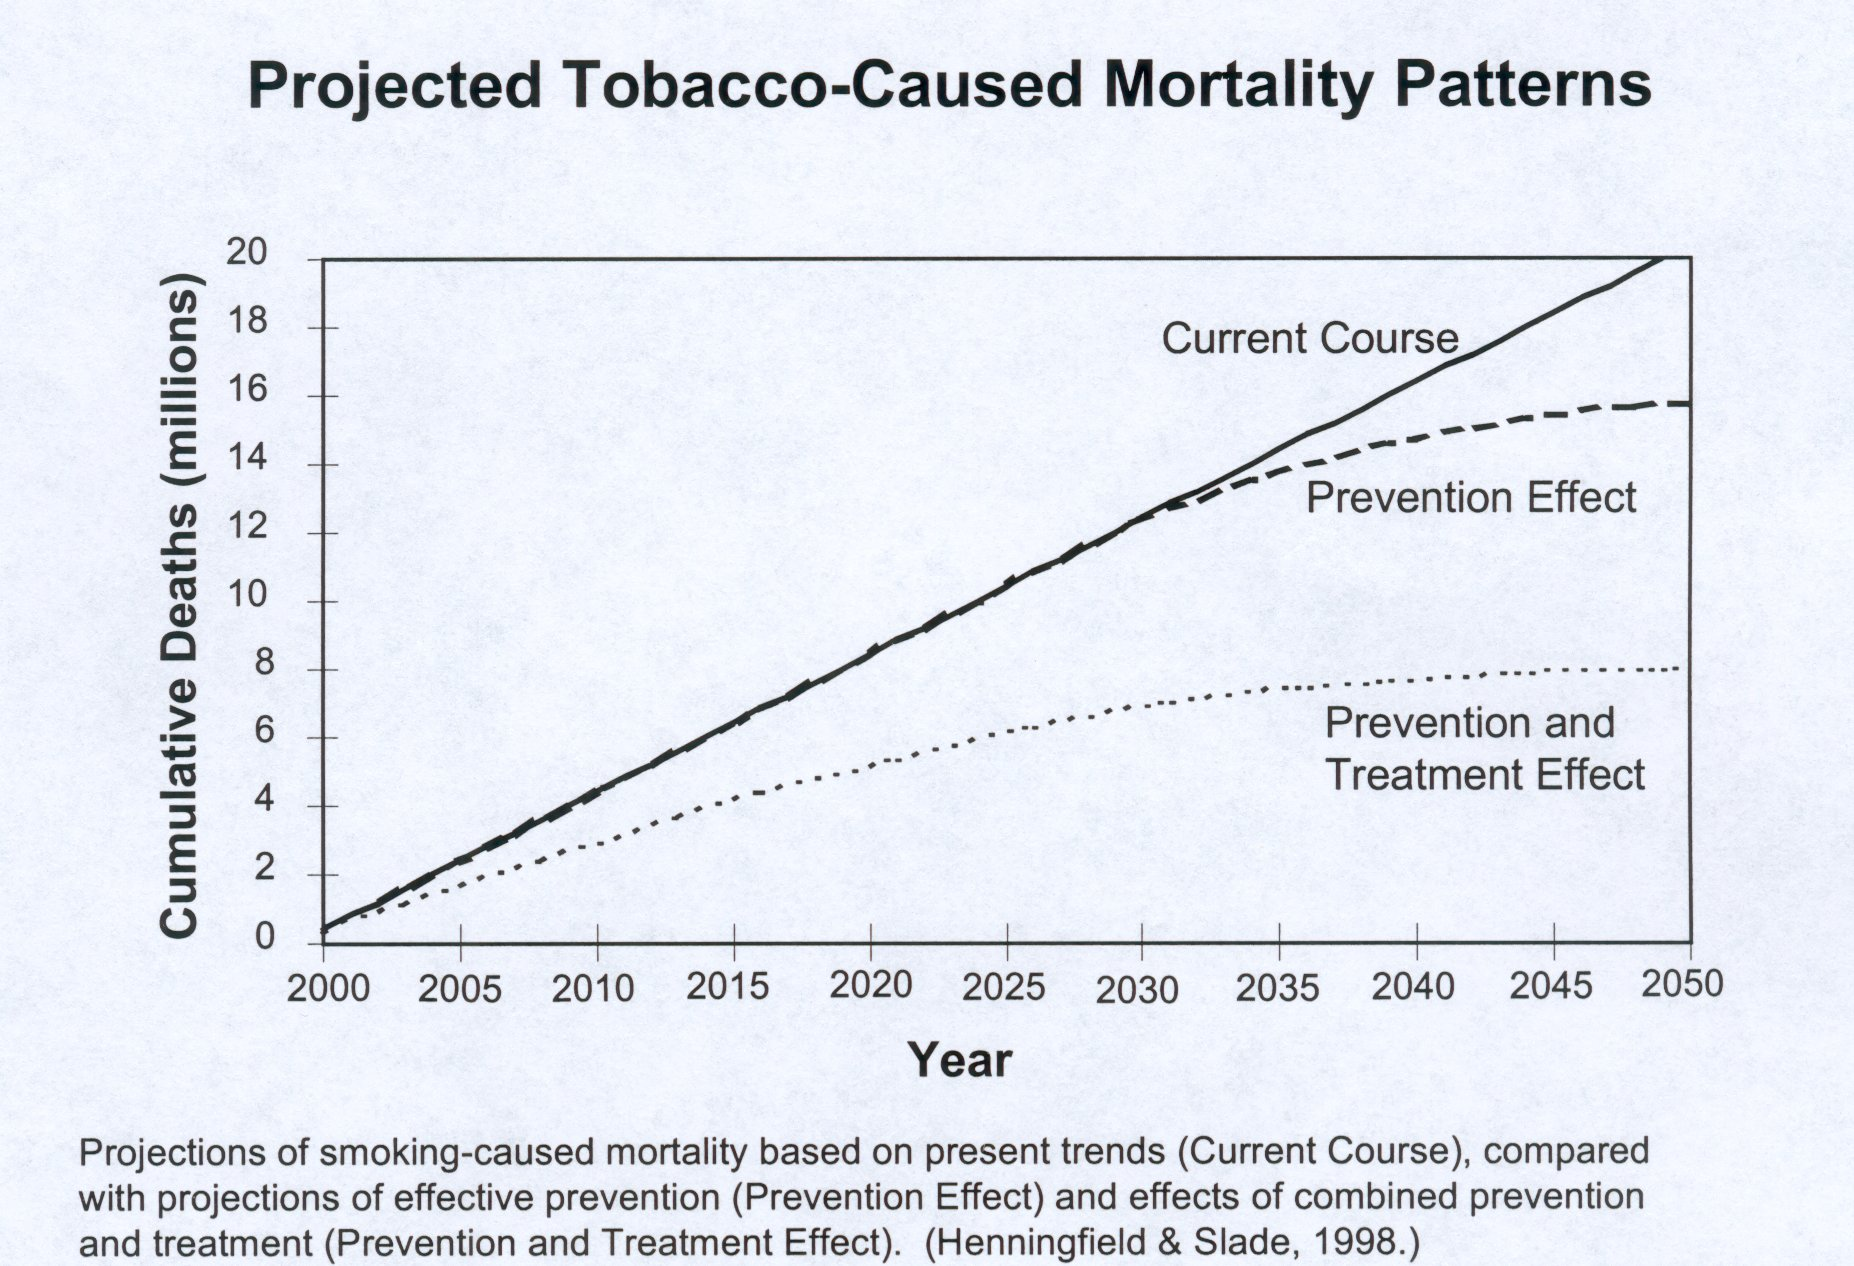 Projected Tobacco-Caused Mortality Patterns
Cumulative Deaths (millions)
20
18
16
14
12
10
8
6
4
2
0
Current Course
Prevention Effect
Prevention and
Treatment Effect
2000 2005 2010 2015 2020 2025 2030 2035 2040 2045 2050
Year
Projections of smoking-caused mortality based on present trends (Current Course), compared
with projections of effective prevention (Prevention Effect) and effects of combined prevention
and treatment (Prevention and Treatment Effect).  (Henningfield & Slade, 1998.)